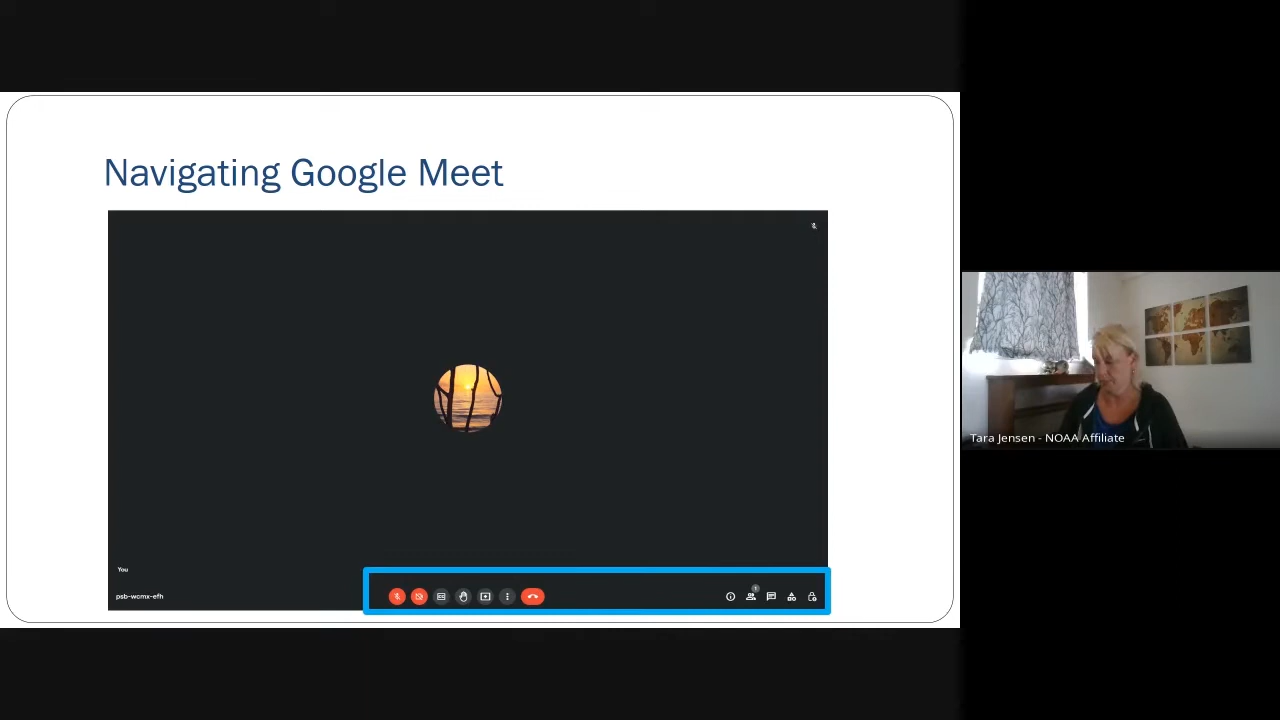 Navigating Google Meet
You
psb-wcmx-efh
Tara Jensen - NOAA Affiliate